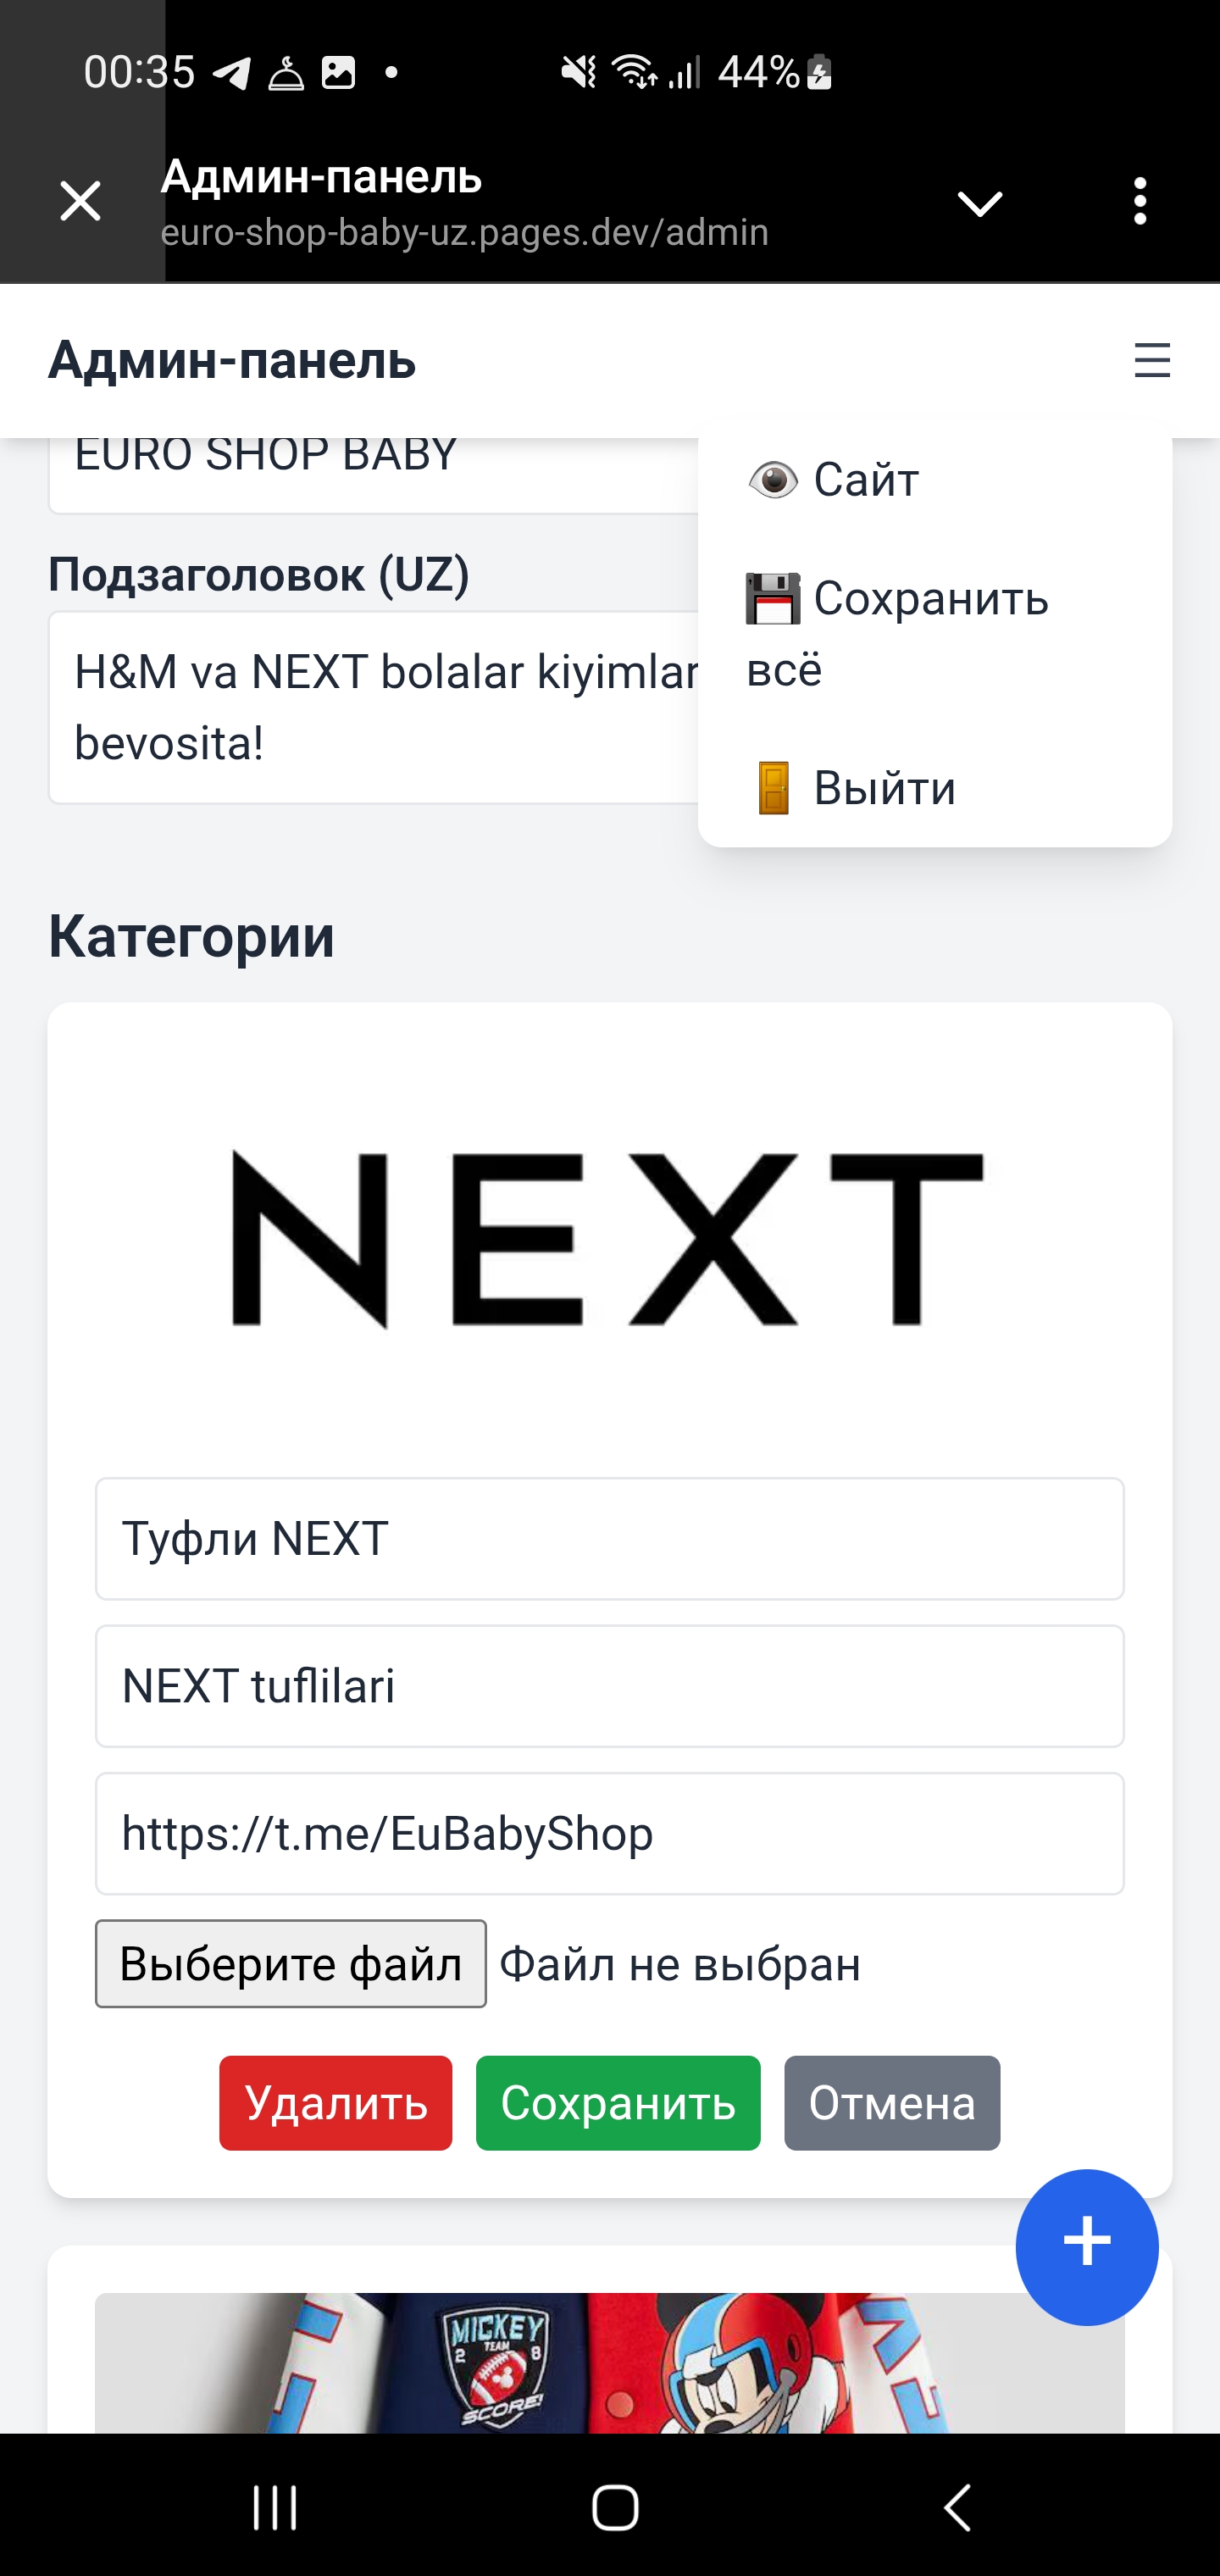 00:35
44%
Админ-панель
euro-shop-baby-uz.pages.dev/admin
Админ-панель
EURO SHOP BABY
Сайт
Подзаголовок (UZ)
Сохранить
всё
H&M va NEXT bolalar kiyimlar
bevosita!
Выйти
Категории
NEXT
Туфли NEXT
NEXT tuflilari
https://t.me/EuBabyShop
Выберите файл Файл не выбран
Удалить Сохранить Отмена
+
MICKEY
TEAM
2 8
SCORE!